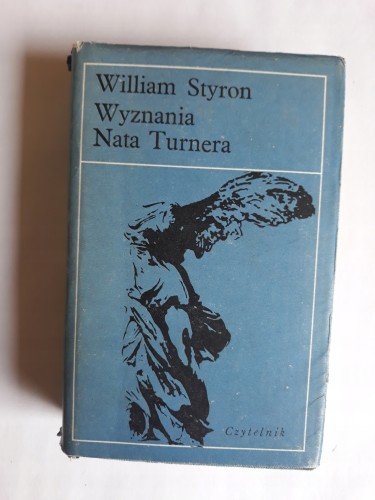 William Styron
Wyznania
Nata Turnera
Czytelnik